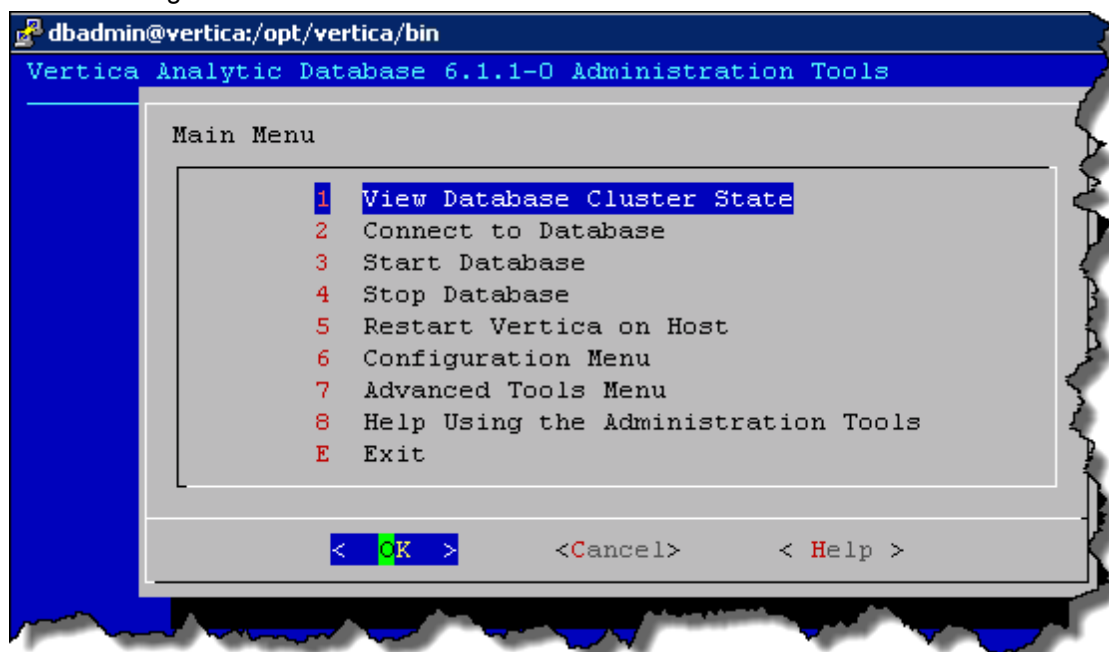 dbadmin@vertica:/opt/vertica/bin
Vertica Analytic Database 6.1.1-0 Administration Tools
Main Menu
1 View Database Cluster State
2 Connect to Database
3 Start Database
4 Stop Database
5 Restart Vertica on Host
6 Configuration Menu
7 Advanced Tools Menu
8 Help Using the Administration Tools
E Exit
< OK > <Cancel> < Help >